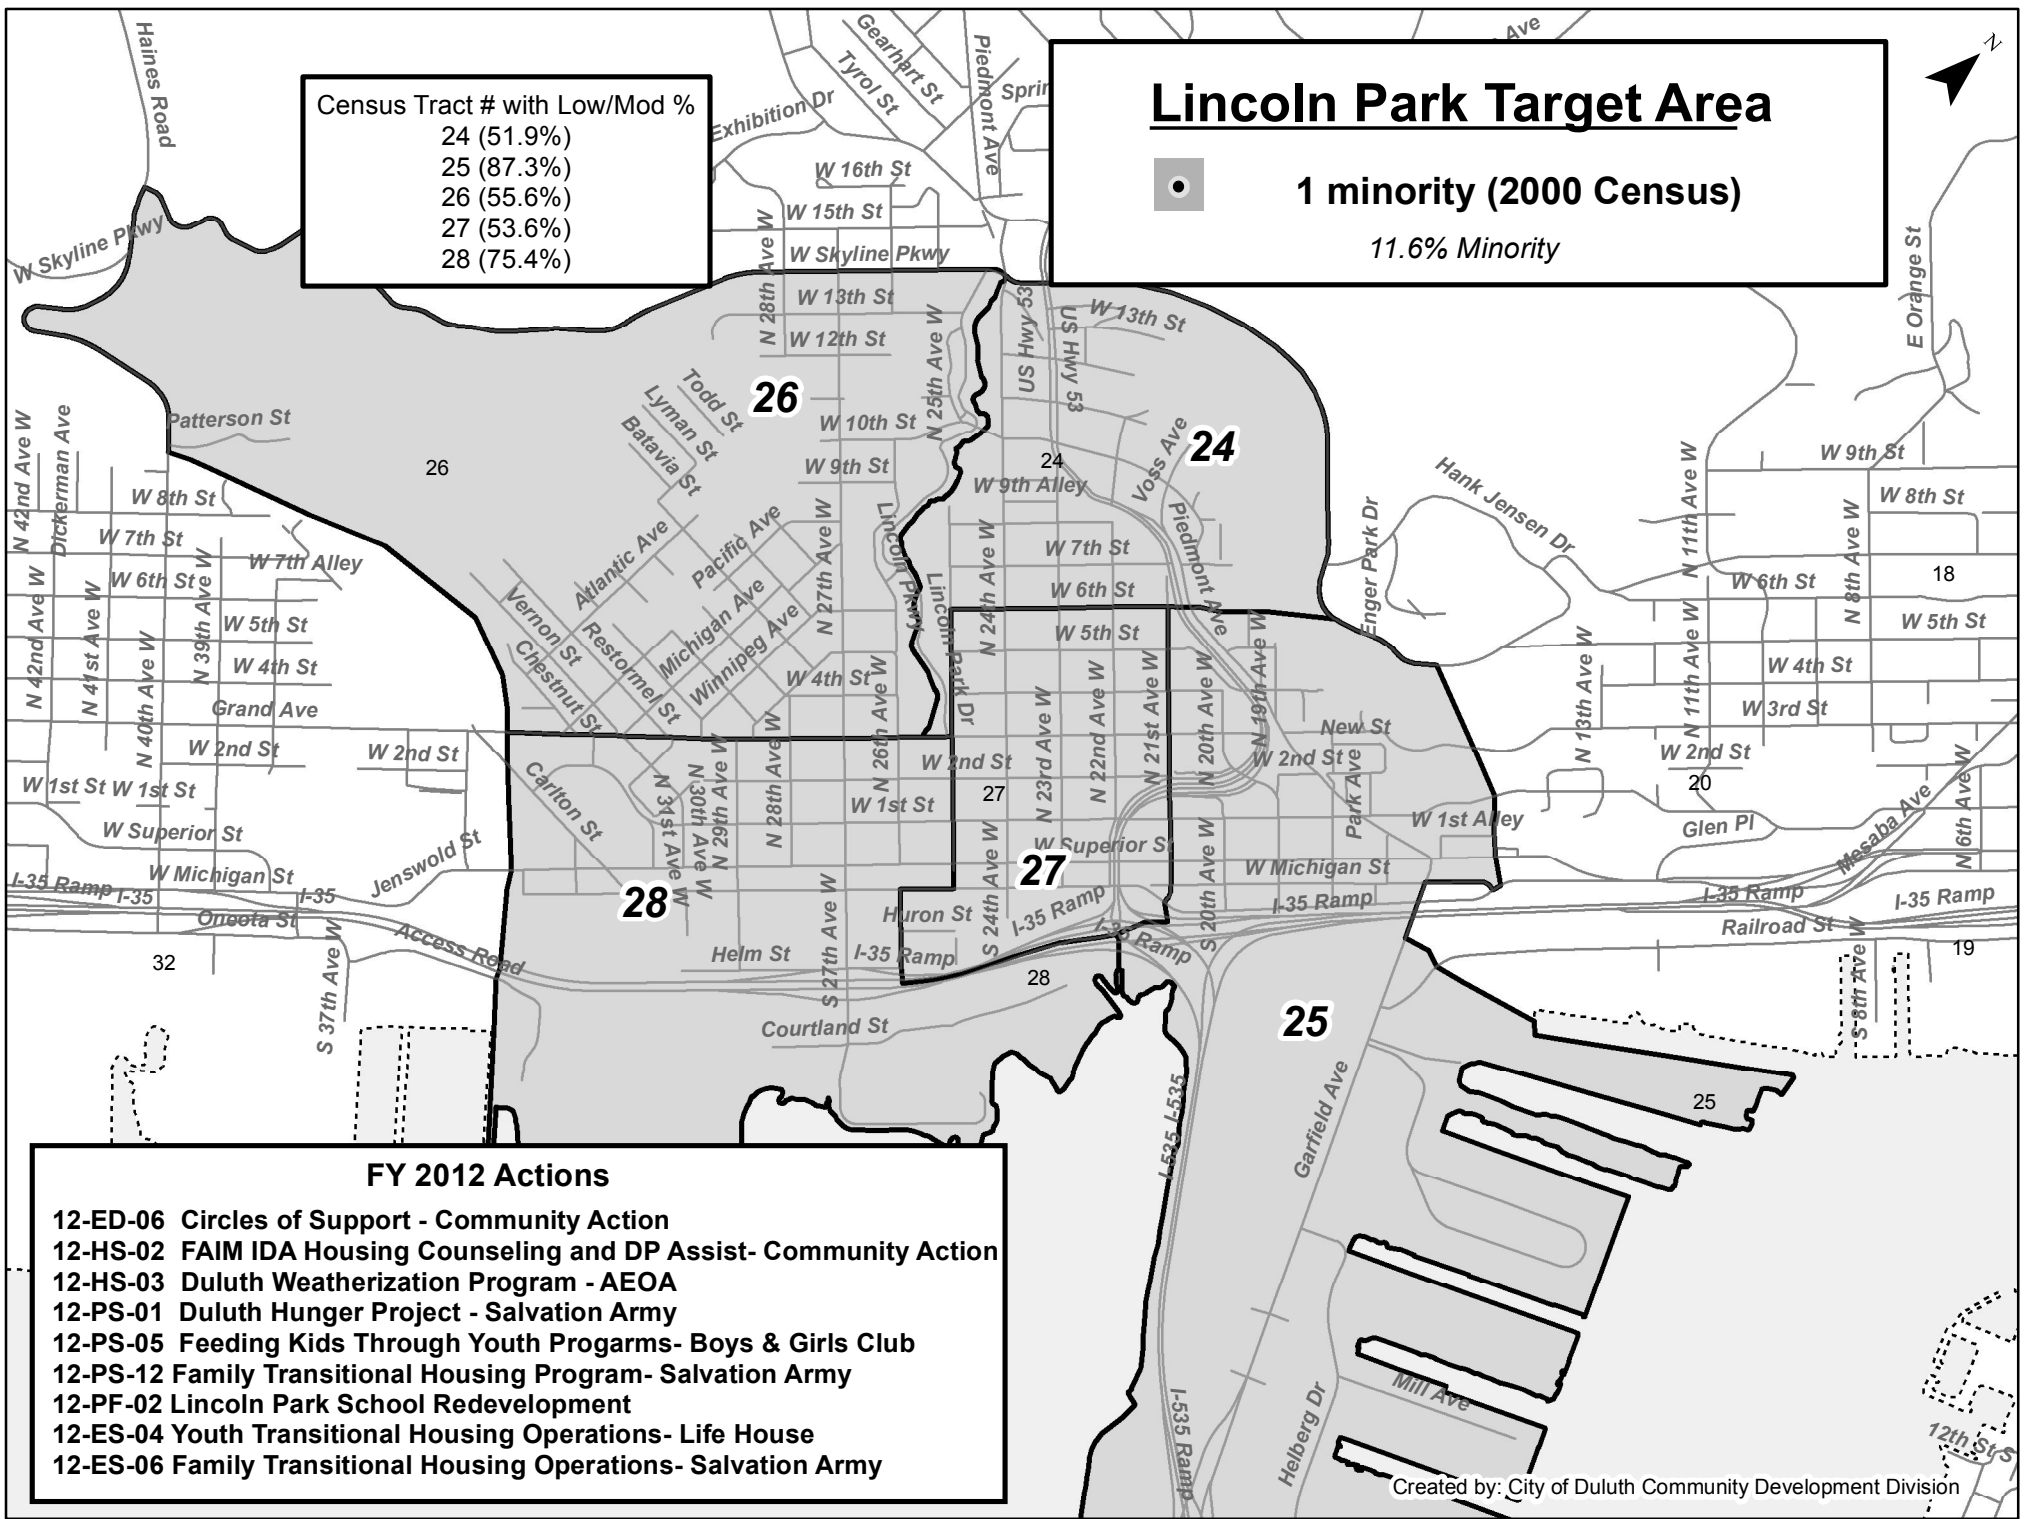 Lincoln Park Target Area
1 minority (2000 Census)
11.6% Minority
N
Census Tract # with Low/Mod %
24 (51.9%)
25 (87.3%)
26 (55.6%)
27 (53.6%)
28 (75.4%)
Haines Road
Gearhart St
Tyrol St
Piedmont Ave
Ave
Exhibition Dr
W 16th St
W 15th St
W Skyline Pkwy
W Skyline Pkwy
N 28th Ave W
W 13th St
W 12th St
N 25th Ave W
US Hwy 53
US Hwy 53
W 13th St
E Orange St
Todd St
Lyman St
Batavia St
26
W 10th St
24
Voss Ave
Patterson St
26
24
W 9th St
W 9th Alley
Hank Jensen Dr
N 11th Ave W
W 9th St
N 42nd Ave W
Dickerman Ave
W 8th St
W 8th St
W 7th St
W 7th Alley
Atlantic Ave
Pacific Ave
N 27th Ave W
Lincoln Pkwy
N 24th Ave W
W 7th St
Piedmont Ave
Enger Park Dr
N 8th Ave W
18
N 42nd Ave W
N 41st Ave W
W 6th St
N 39th Ave W
Vernon St
Michigan Ave
Winnipeg Ave
Lincoln Park Dr
W 6th St
W 6th St
W 5th St
W 5th St
W 5th St
W 4th St
Chestnut St
Restormel St
W 4th St
W 4th St
N 40th Ave W
Grand Ave
N 26th Ave W
N 23rd Ave W
N 22nd Ave W
N 21st Ave W
N 20th Ave W
N 19th Ave W
New St
N 13th Ave W
N 11th Ave W
W 3rd St
W 2nd St
W 2nd St
W 2nd St
W 2nd St
W 2nd St
20
W 1st St
W 1st St
Carlton St
N 31st Ave W
N 30th Ave W
N 29th Ave W
N 28th Ave W
W 1st St
27
Park Ave
W 1st Alley
Glen Pl
Mesaba Ave
N 6th Ave W
W Superior St
W Superior St
Jenswold St
W Michigan St
27
W Michigan St
I-35 Ramp
I-35
I-35
28
Huron St
S 24th Ave W
I-35 Ramp
S 20th Ave W
I-35 Ramp
I-35 Ramp
I-35 Ramp
Oneota St
Access Road
Helm St
S 27th Ave W
I-35 Ramp
I-35 Ramp
Railroad St
S 8th Ave W
19
32
S 37th Ave W
28
Courtland St
25
25
I-535
I-535
Garfield Ave
I-535 Ramp
Helberg Dr
Mill Ave
12th St S
FY 2012 Actions
12-ED-06 Circles of Support - Community Action
12-HS-02 FAIM IDA Housing Counseling and DP Assist- Community Action
12-HS-03 Duluth Weatherization Program - AEOA
12-PS-01 Duluth Hunger Project - Salvation Army
12-PS-05 Feeding Kids Through Youth Progarms- Boys & Girls Club
12-PS-12 Family Transitional Housing Program- Salvation Army
12-PF-02 Lincoln Park School Redevelopment
12-ES-04 Youth Transitional Housing Operations- Life House
12-ES-06 Family Transitional Housing Operations- Salvation Army
Created by: City of Duluth Community Development Division